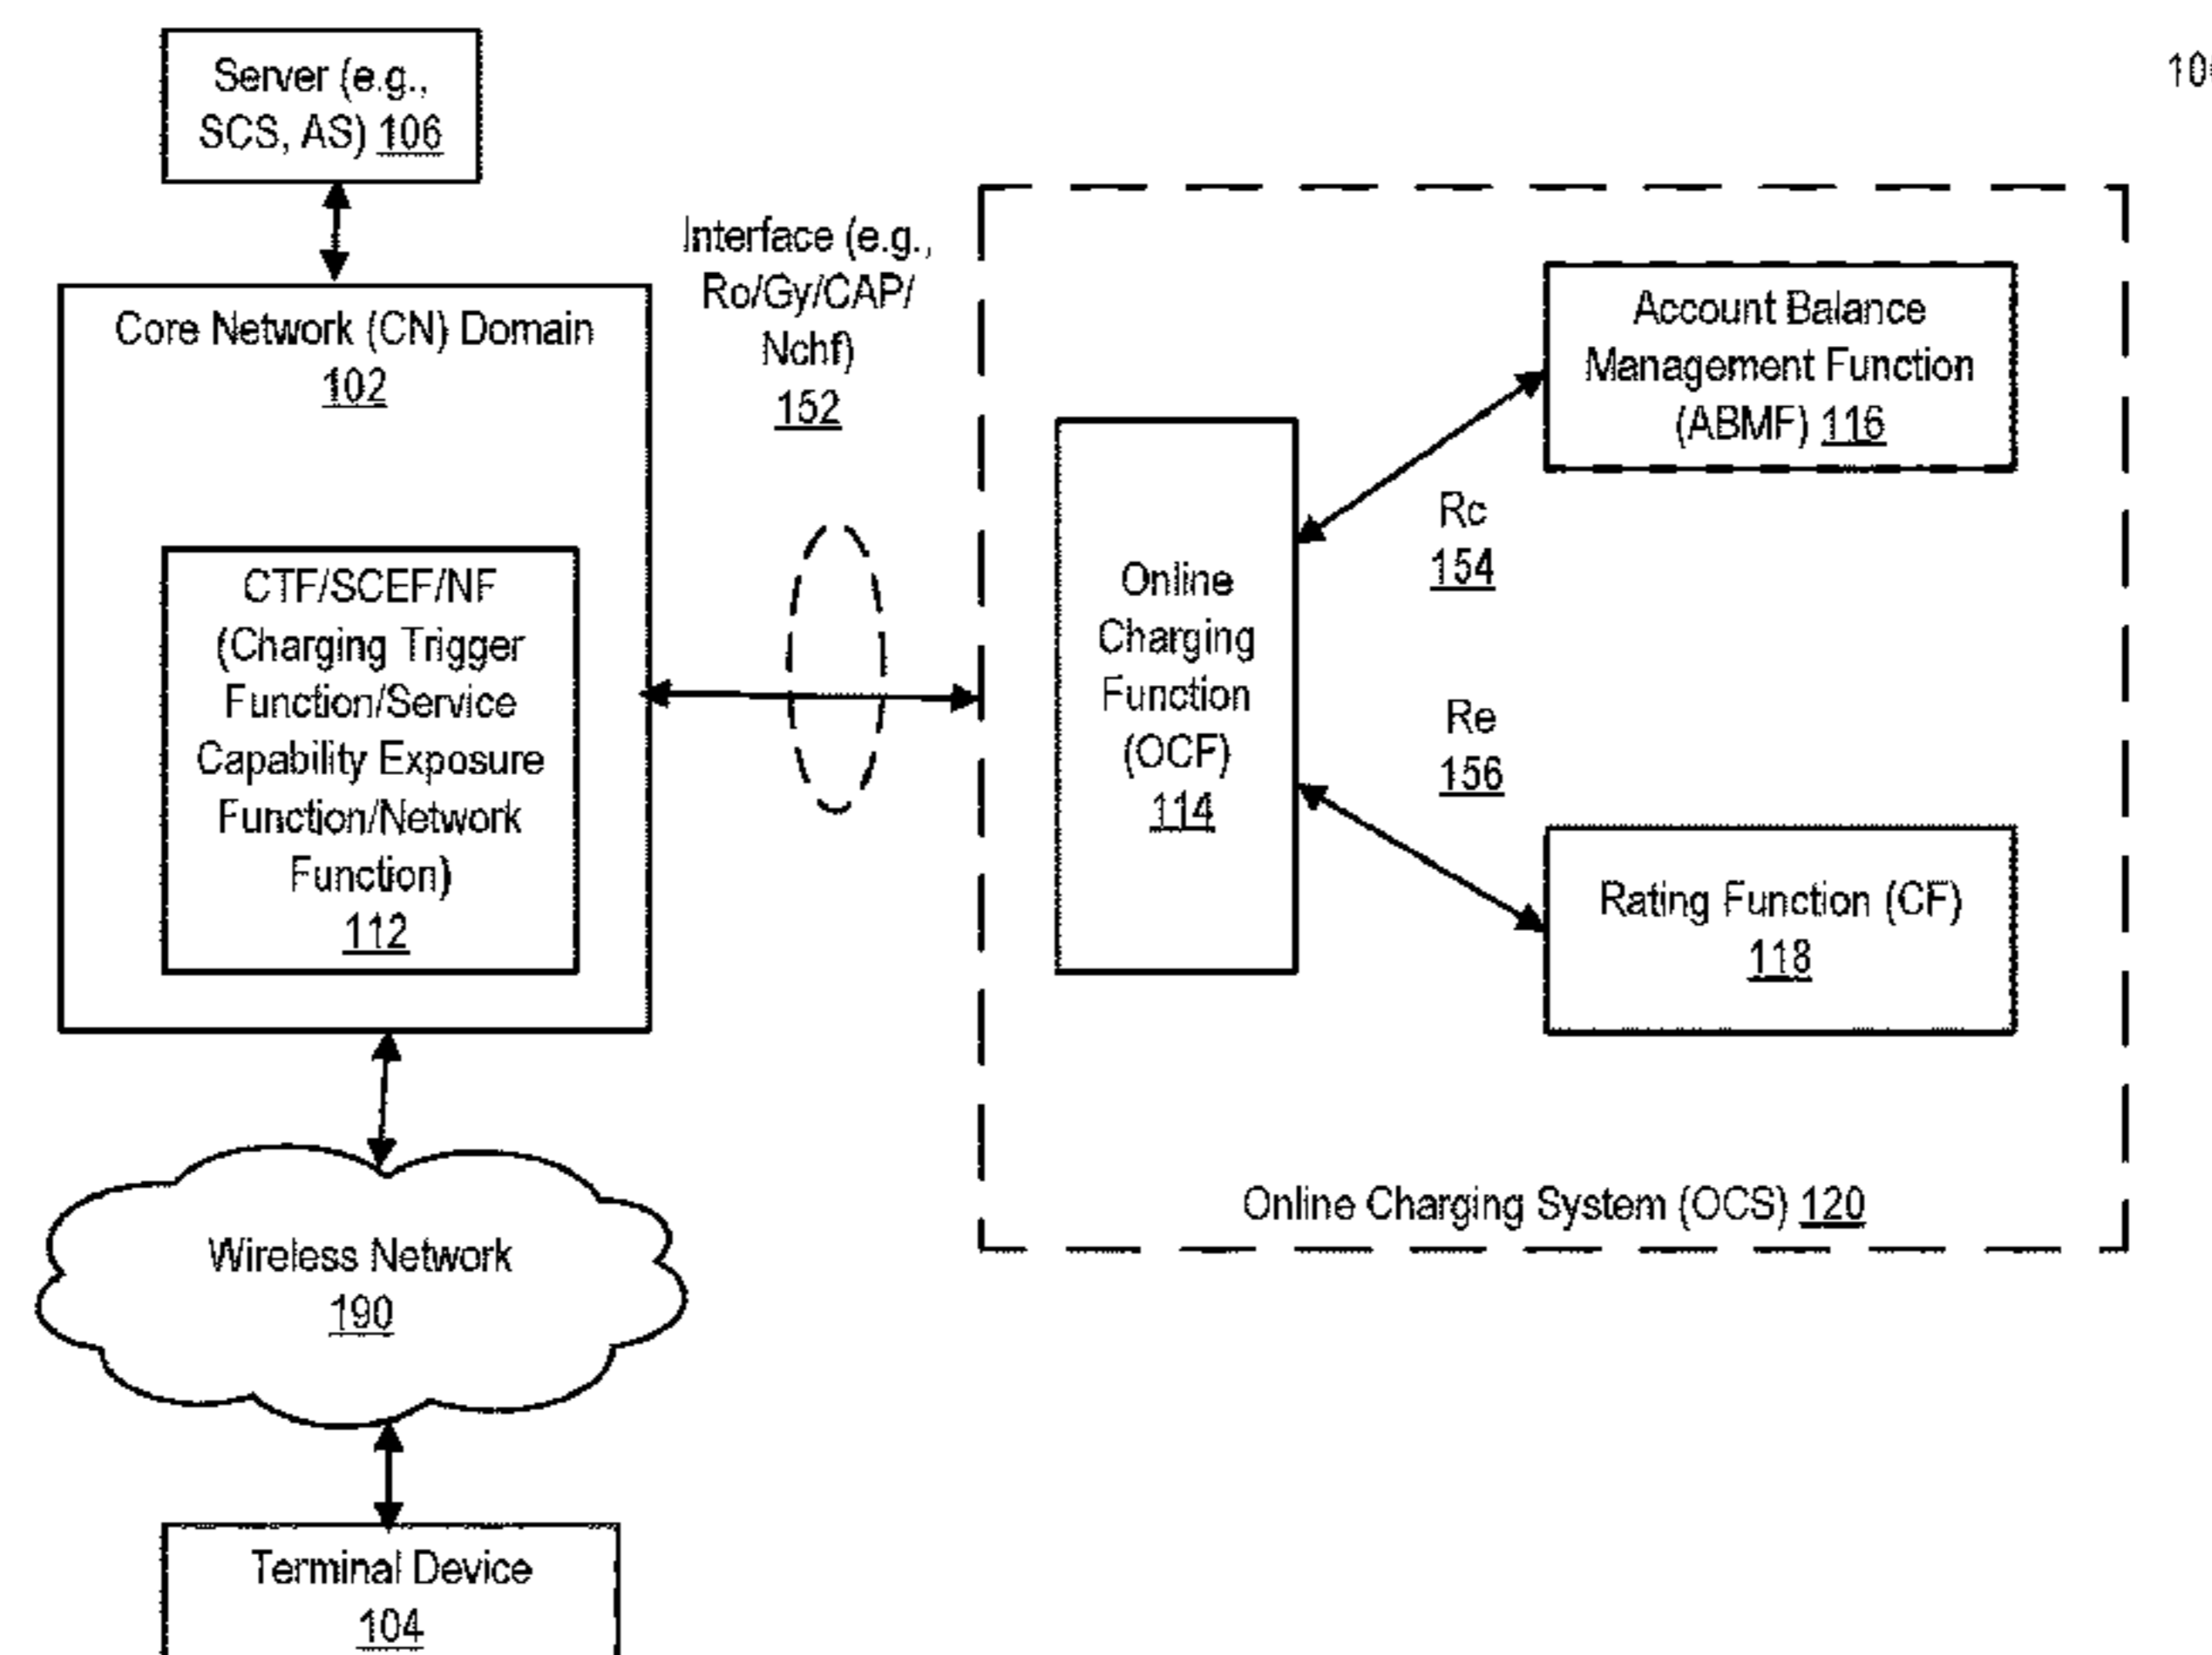 Server (e.g.,
SCS, AS) 106
Core Network (CN) Domain
102
CTF/SCEF/NF
(Charging Trigger
Function/Service
Capability Exposure
Function/Network
Function)
112
Interface (e.g.,
Ro/Gy/CAP/
Nchf)
152
Online
Charging
Function
(OCF)
114
Account Balance
Management Function
(ABMF) 116
Rc
154
Re
156
Rating Function (CF)
118
Online Charging System (OCS) 120
Wireless Network
190
Terminal Device
104